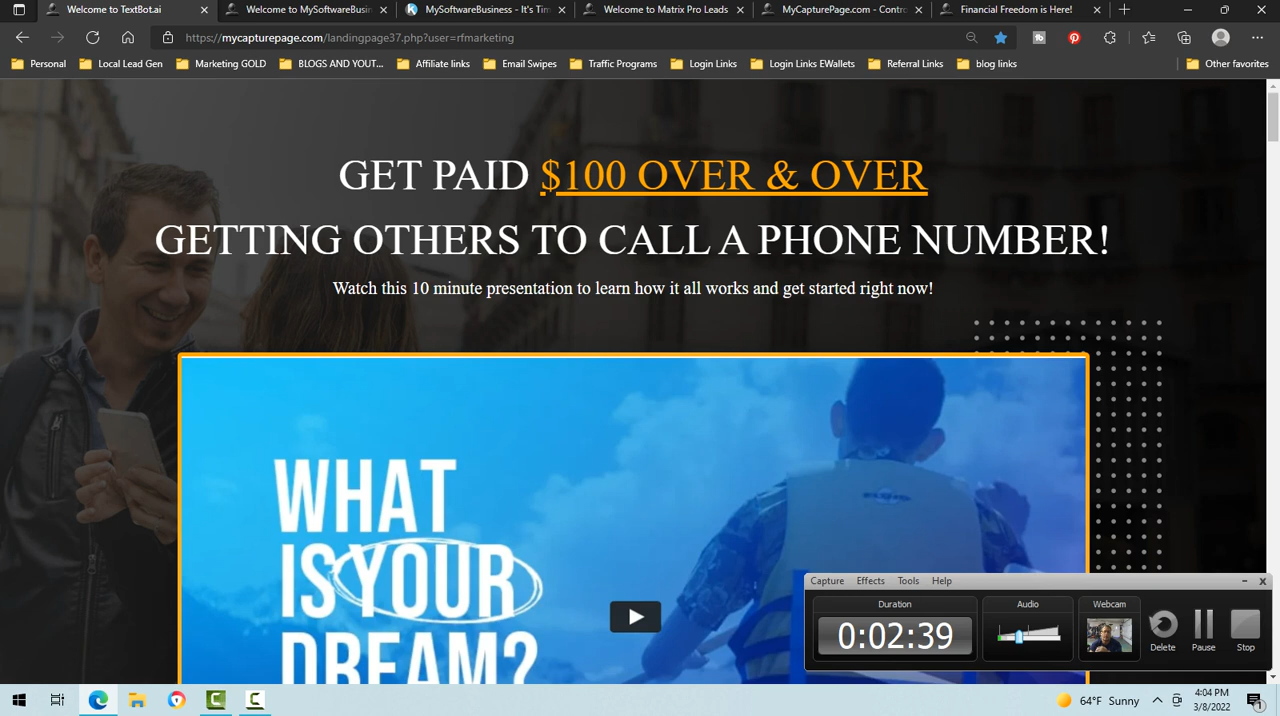 Welcome to TextBot.ai
Welcome to MySoftwareBusin
MySoftwareBusiness - It's Tim
Welcome to Matrix Pro Leads
MyCapturePage.com - Contro
Financial Freedom is Here!
https://mycapturepage.com/landingpage37.php?user=rfmarketing
Personal
Local Lead Gen
Marketing GOLD
BLOGS AND YOUT...
Affiliate links
Email Swipes
Traffic Programs
Login Links
Login Links EWallets
Referral Links
blog links
Other favorites
GET PAID $100 OVER & OVER
GETTING OTHERS TO CALL A PHONE NUMBER!
Watch this 10 minute presentation to learn how it all works and get started right now!
WHAT
IS YOUR
DREAM?
Capture Effects Tools Help
Duration
Audio
Webcam
0:02:39
Delete
Pause
Stop
64°F Sunny
4:04 PM
3/8/2022
1